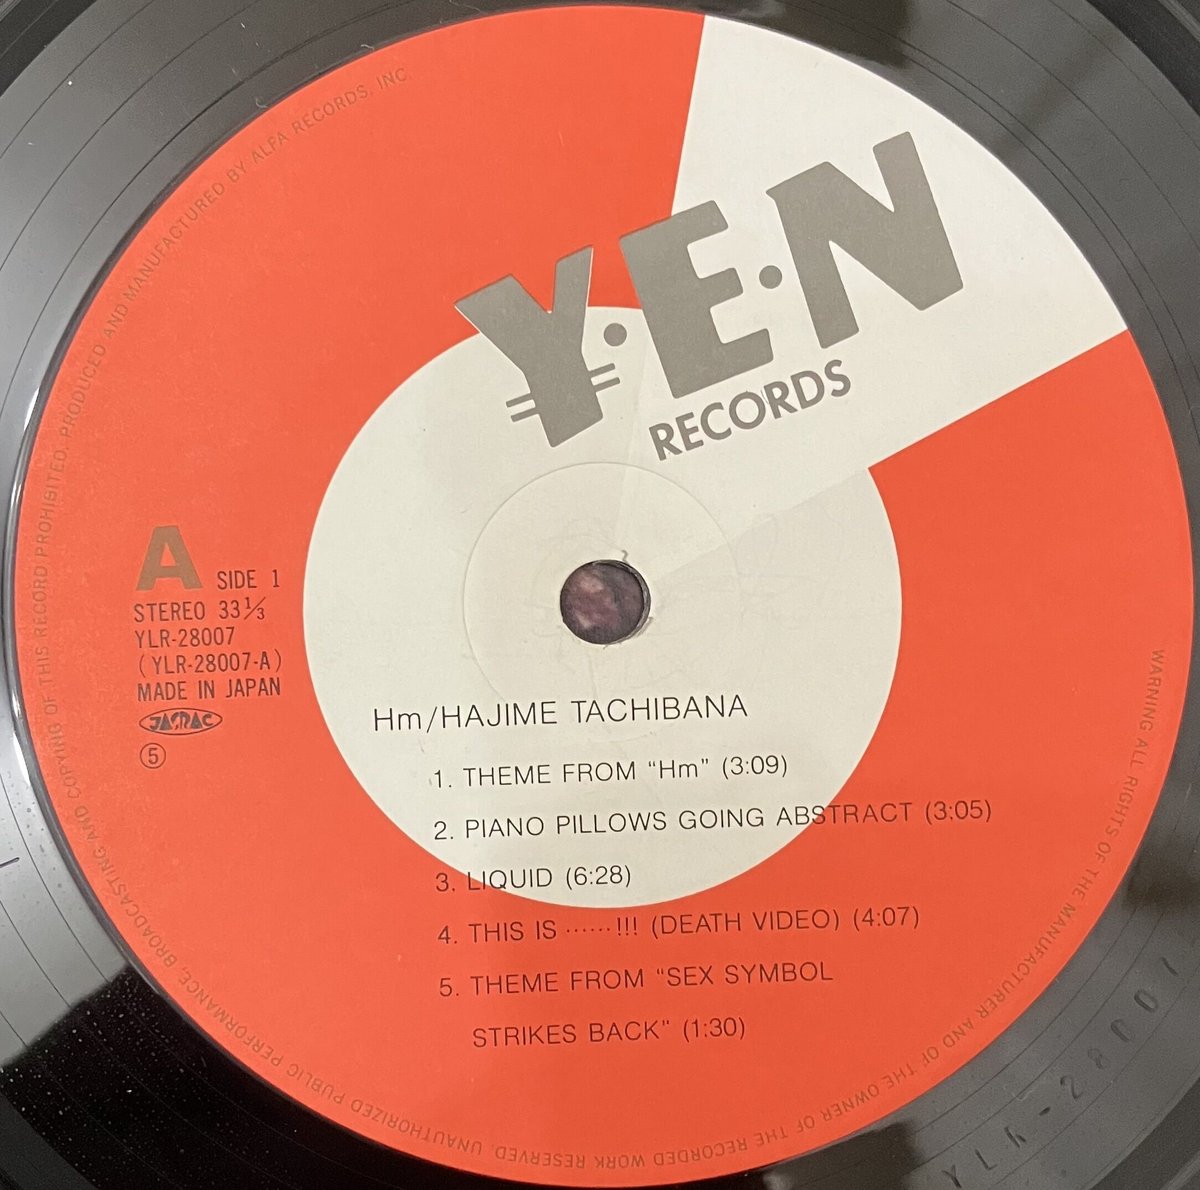 Y·E·N
RECORDS
A SIDE 1
STEREO 33⅓
YLR-28007
(YLR-28007-A)
MADE IN JAPAN
JASRAC
⑤
Hm/HAJIME TACHIBANA
1. THEME FROM “Hm” (3:09)
2. PIANO PILLOWS GOING ABSTRACT (3:05)
3. LIQUID (6:28)
4. THIS IS ······!!! (DEATH VIDEO) (4:07)
5. THEME FROM “SEX SYMBOL
STRIKES BACK” (1:30)
WARNING ALL RIGHTS OF THE MANUFACTURER AND OF THE OWNER OF THE RECORDED WORK RESERVED. UNAUTHORIZED PUBLIC PERFORMANCE, BROADCASTING AND COPYING OF THIS RECORD PROHIBITED. PRODUCED AND MANUFACTURED BY ALFA RECORDS, INC.